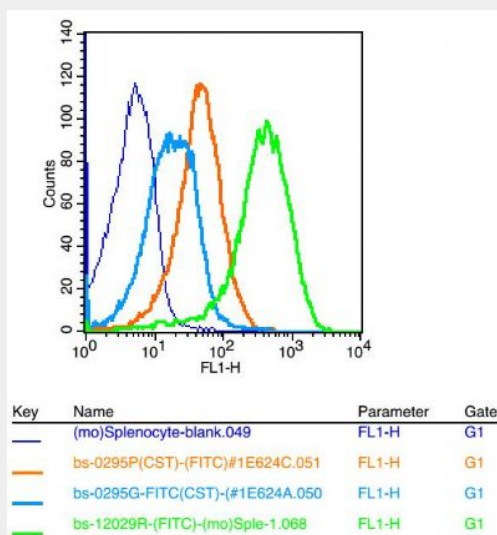 140
120
100
80
60
40
20
0
Counts
10^0 10^1 10^2 10^3 10^4
FL1-H
Key Name Parameter Gate
(mo)Splenocyte-blank.049 FL1-H G1
bs-0295P(CST)-(FITC)#1E624C.051 FL1-H G1
bs-0295G-FITC(CST)-(#1E624A.050 FL1-H G1
bs-12029R-(FITC)-(mo)Sple-1.068 FL1-H G1